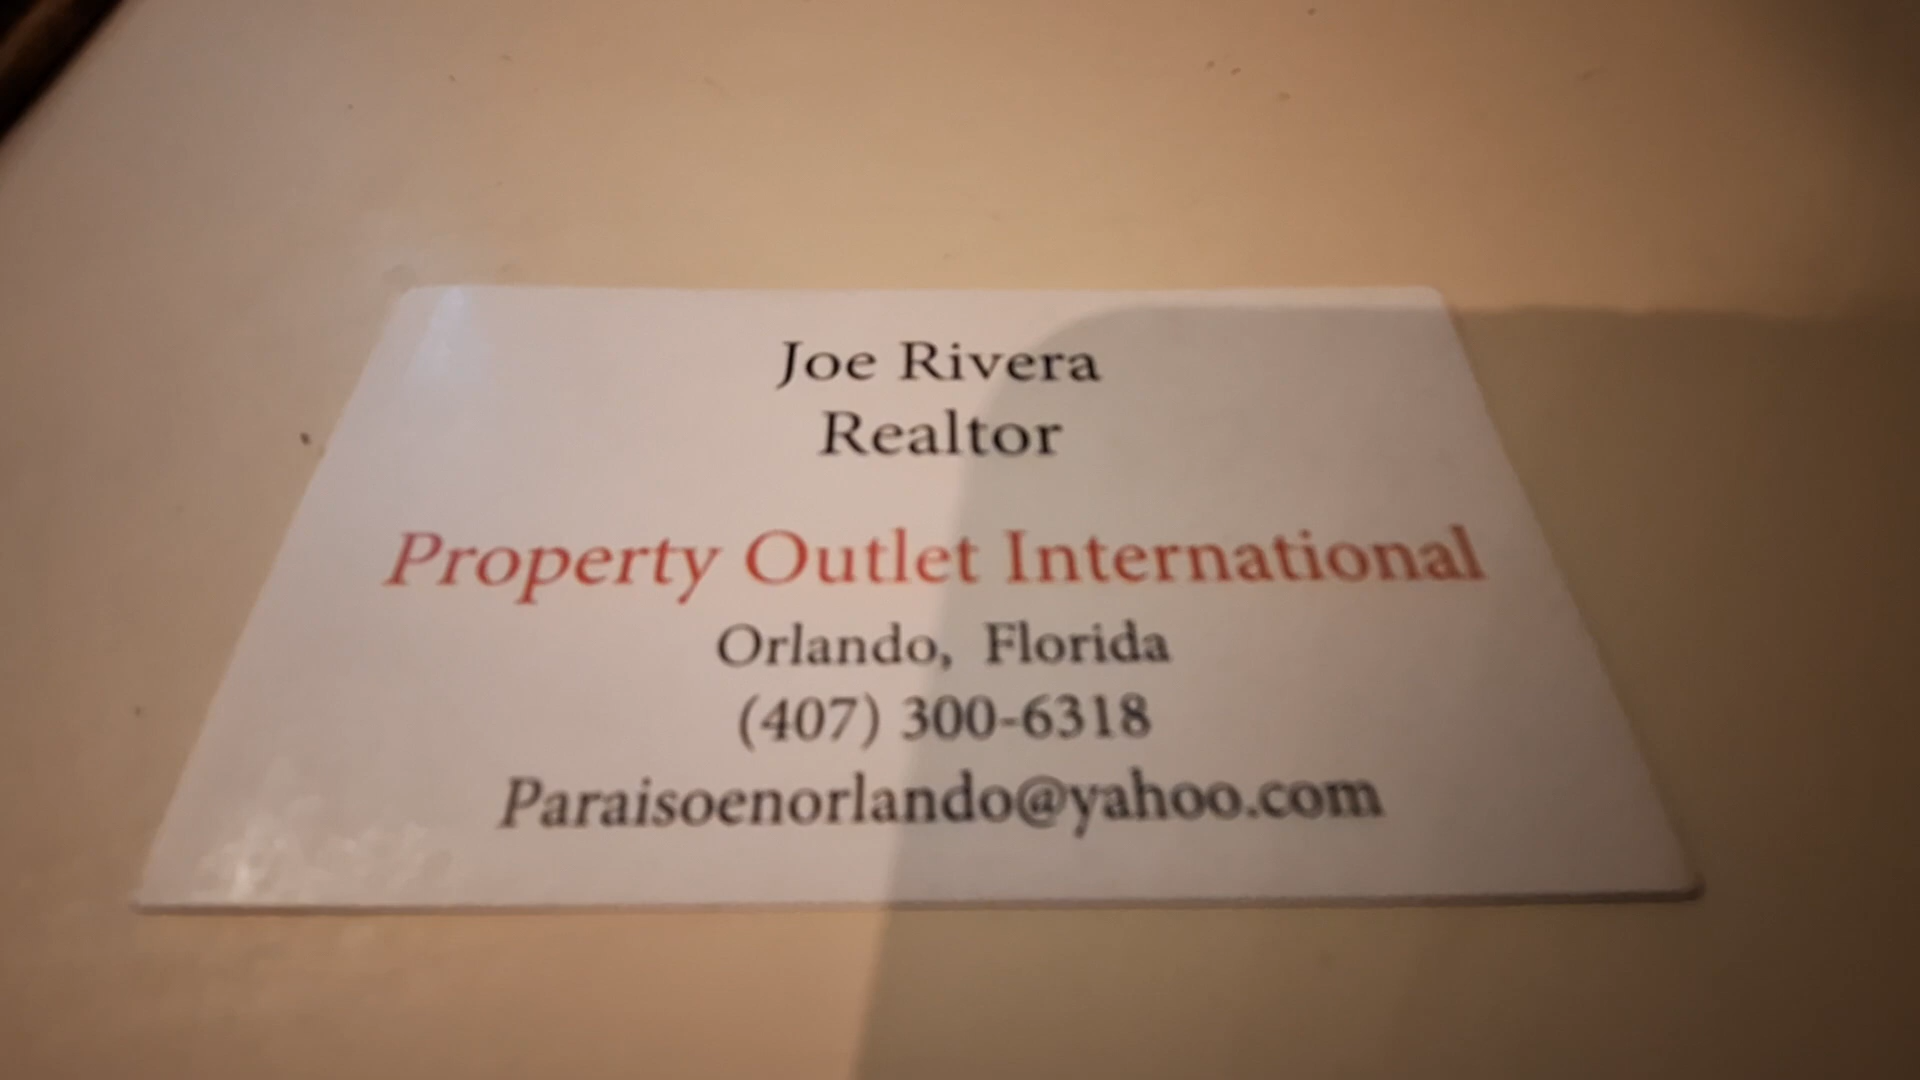 Joe Rivera
Realtor
Property Outlet International
Orlando, Florida
(407) 300-6318
Paraisoenorlando@yahoo.com